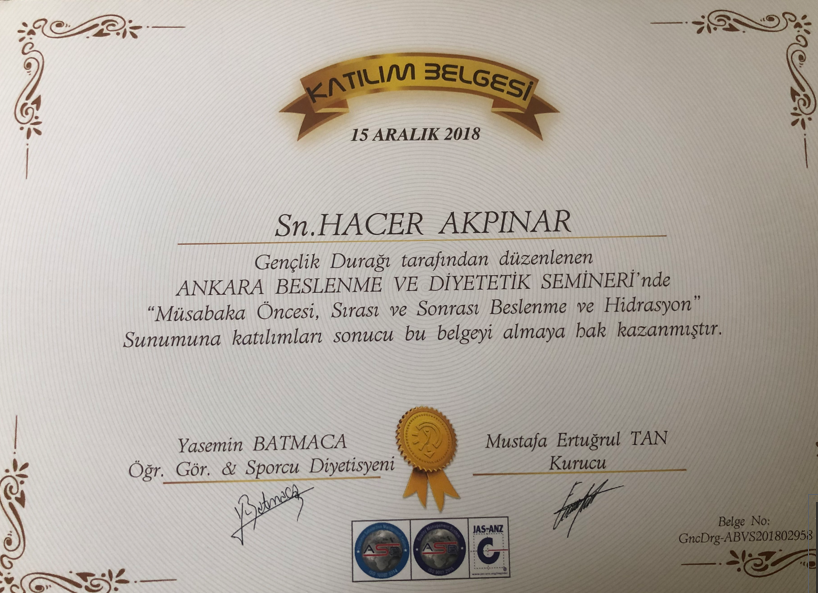 KATILIM BELGESİ
15 ARALIK 2018
Sn.HACER AKPINAR
Gençlik Durağı tarafından düzenlenen
ANKARA BESLENME VE DİYETETİK SEMİNERİ'nde
“Müsabaka Öncesi, Sırası ve Sonrası Beslenme ve Hidrasyon”
Sunumuna katılımları sonucu bu belgeyi almaya hak kazanmıştır.
Yasemin BATMACA
Öğr. Gör. & Sporcu Diyetisyeni
Y.Batmaca
Mustafa Ertuğrul TAN
Kurucu
JAS-ANZ
Belge No:
GncDrg-ABVS201802958